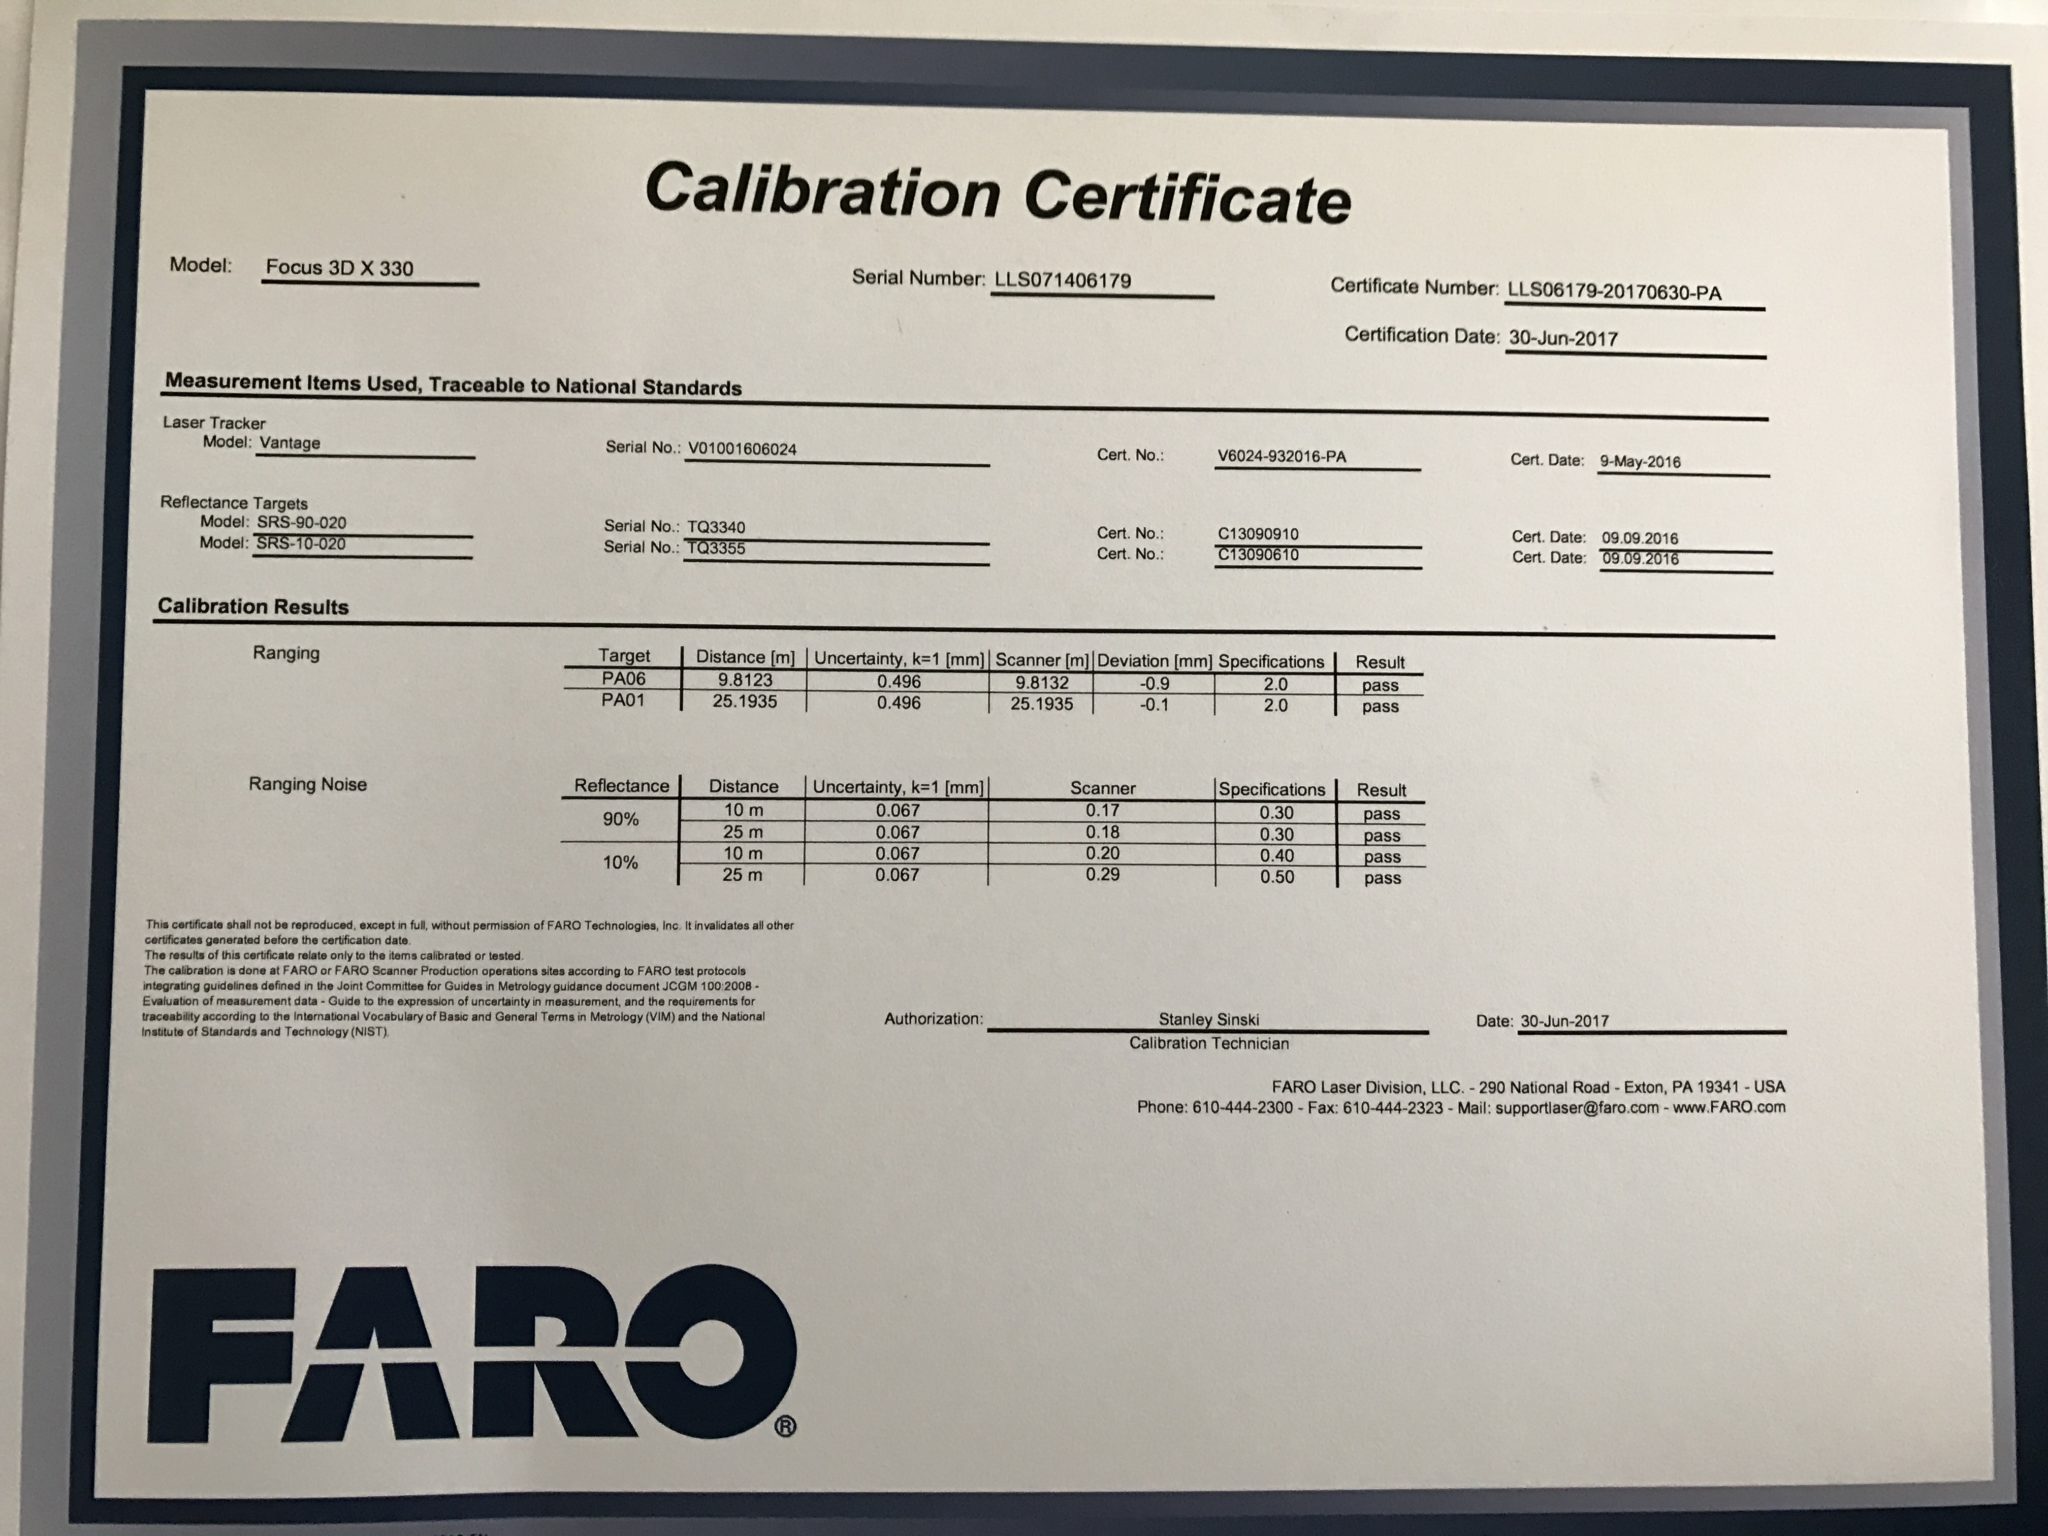 Calibration Certificate
Model: Focus 3D X 330 Serial Number: LLS071406179 Certificate Number: LLS06179-20170630-PA
Certification Date: 30-Jun-2017
Measurement Items Used, Traceable to National Standards
Laser Tracker
Model: Vantage Serial No.: V01001606024 Cert. No.: V6024-932016-PA Cert. Date: 9-May-2016
Reflectance Targets
Model: SRS-90-020 Serial No.: TQ3340 Cert. No.: C13090910 Cert. Date: 09.09.2016
Model: SRS-10-020 Serial No.: TQ3355 Cert. No.: C13090610 Cert. Date: 09.09.2016
Calibration Results
Ranging Target Distance [m] Uncertainty, k=1 [mm] Scanner [m] Deviation [mm] Specifications Result
PA06 9.8123 0.496 9.8132 -0.9 2.0 pass
PA01 25.1935 0.496 25.1935 -0.1 2.0 pass
Ranging Noise Reflectance Distance Uncertainty, k=1 [mm] Scanner Specifications Result
90% 10 m 0.067 0.17 0.30 pass
25 m 0.067 0.18 0.30 pass
10% 10 m 0.067 0.20 0.40 pass
25 m 0.067 0.29 0.50 pass
This certificate shall not be reproduced, except in full, without permission of FARO Technologies, Inc. It invalidates all other
certificates generated before the certification date.
The results of this certificate relate only to the items calibrated or tested.
The calibration is done at FARO or FARO Scanner Production operations sites according to FARO test protocols
integrating guidelines defined in the Joint Committee for Guides in Metrology guidance document JCGM 100:2008 -
Evaluation of measurement data - Guide to the expression of uncertainty in measurement, and the requirements for
traceability according to the International Vocabulary of Basic and General Terms in Metrology (VIM) and the National
Institute of Standards and Technology (NIST).
Authorization: Stanley Sinski Date: 30-Jun-2017
Calibration Technician
FARO Laser Division, LLC. - 290 National Road - Exton, PA 19341 - USA
Phone: 610-444-2300 - Fax: 610-444-2323 - Mail: supportlaser@faro.com - www.FARO.com
FARO®